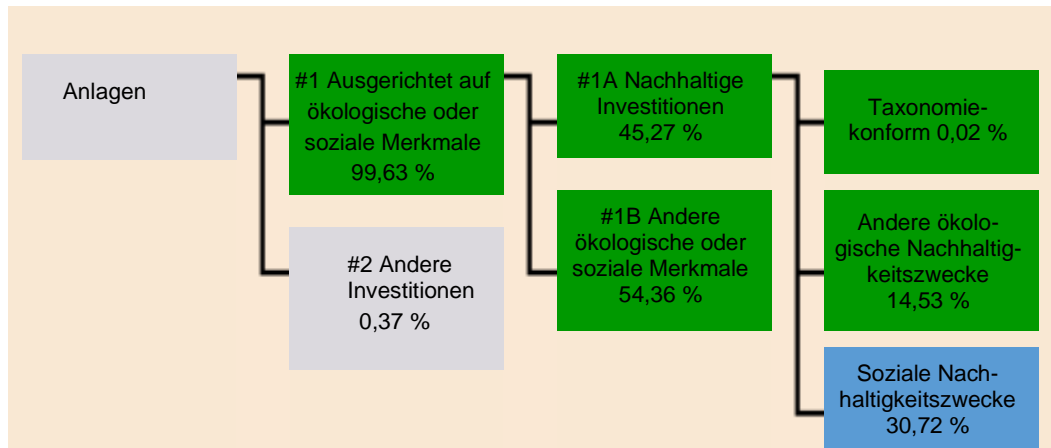 Anlagen
#1 Ausgerichtet auf
ökologische oder
soziale Merkmale
99,63 %
#2 Andere
Investitionen
0,37 %
#1A Nachhaltige
Investitionen
45,27 %
#1B Andere
ökologische oder
soziale Merkmale
54,36 %
Taxonomie-
konform 0,02 %
Andere ökolo-
gische Nachhaltig-
keitszwecke
14,53 %
Soziale Nach-
haltigkeitszwecke
30,72 %